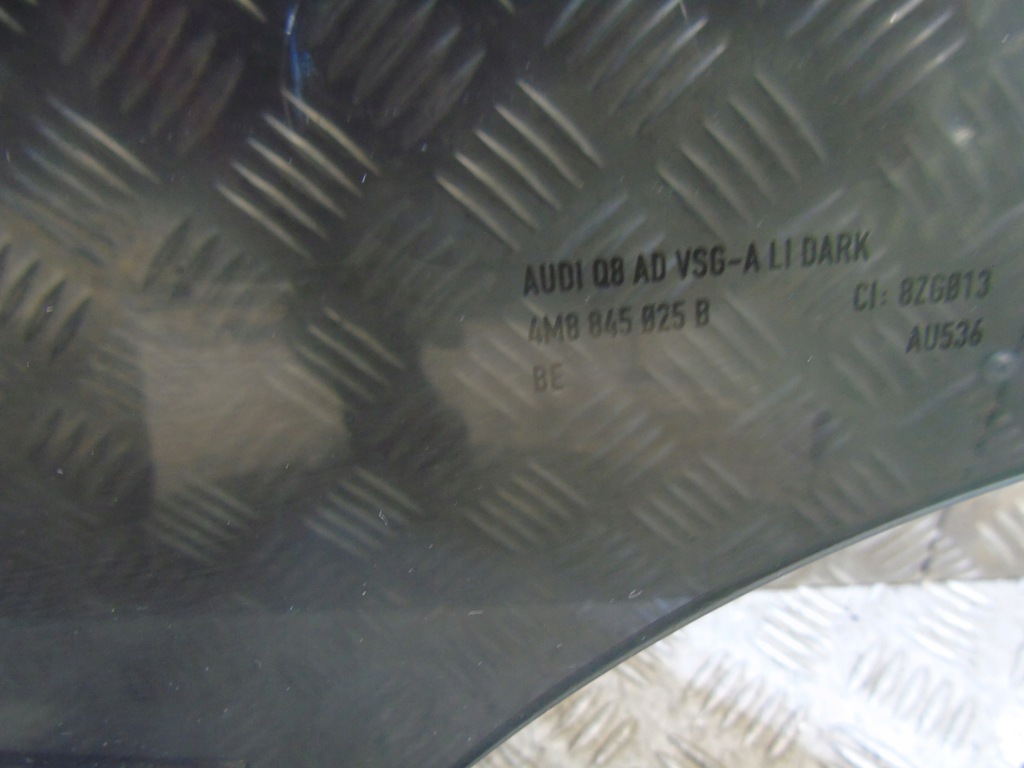 AUDI Q8 AD VSG-A LI DARK
4M8 845 025 B
CI: 8ZG013
BE
AU536